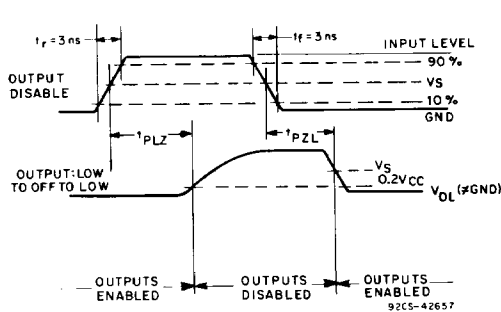 tr=3ns
tf=3ns
INPUT LEVEL
90%
OUTPUT
DISABLE
VS
10%
GND
tPLZ
tPZL
OUTPUT:LOW
TO OFF TO LOW
VS
0.2VCC
VOL (≠GND)
OUTPUTS
ENABLED
OUTPUTS
DISABLED
OUTPUTS
ENABLED
92CS-42657